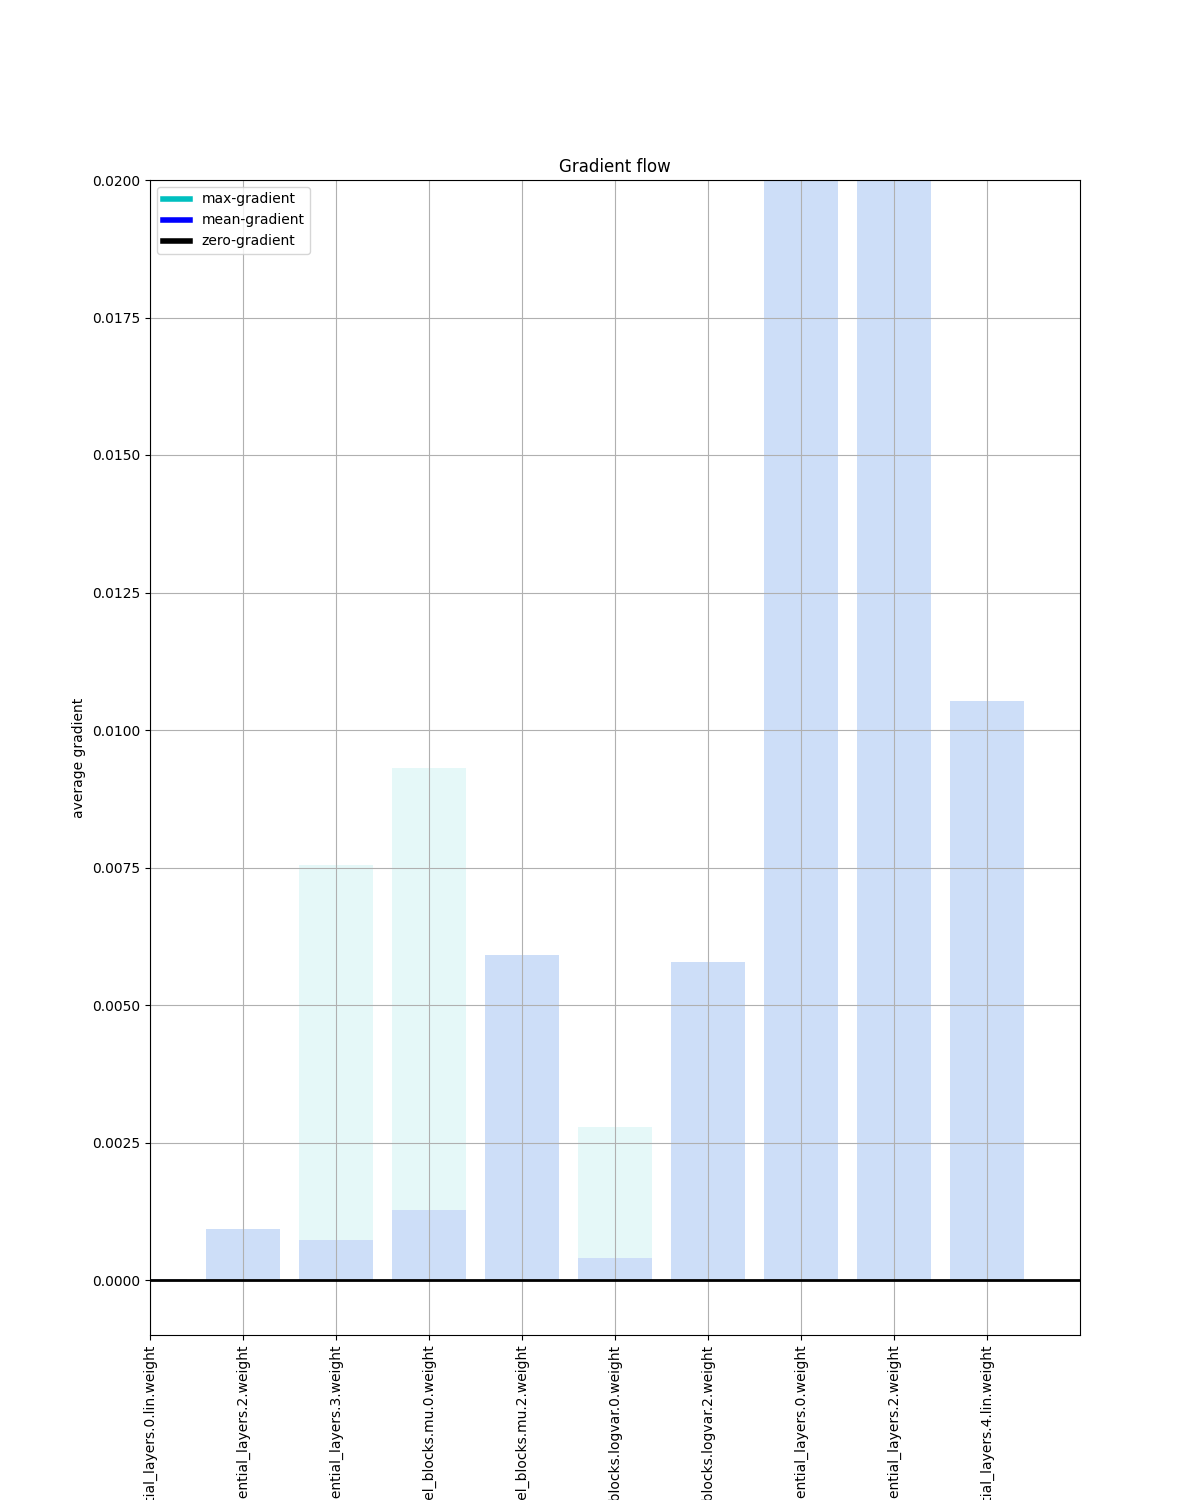 Gradient flow
max-gradient
mean-gradient
zero-gradient
0.0200
0.0175
0.0150
0.0125
0.0100
0.0075
0.0050
0.0025
0.0000
average gradient
tial_layers.0.lin.weight
ential_layers.2.weight
ential_layers.3.weight
el_blocks.mu.0.weight
el_blocks.mu.2.weight
blocks.logvar.0.weight
blocks.logvar.2.weight
ential_layers.0.weight
ential_layers.2.weight
tial_layers.4.lin.weight